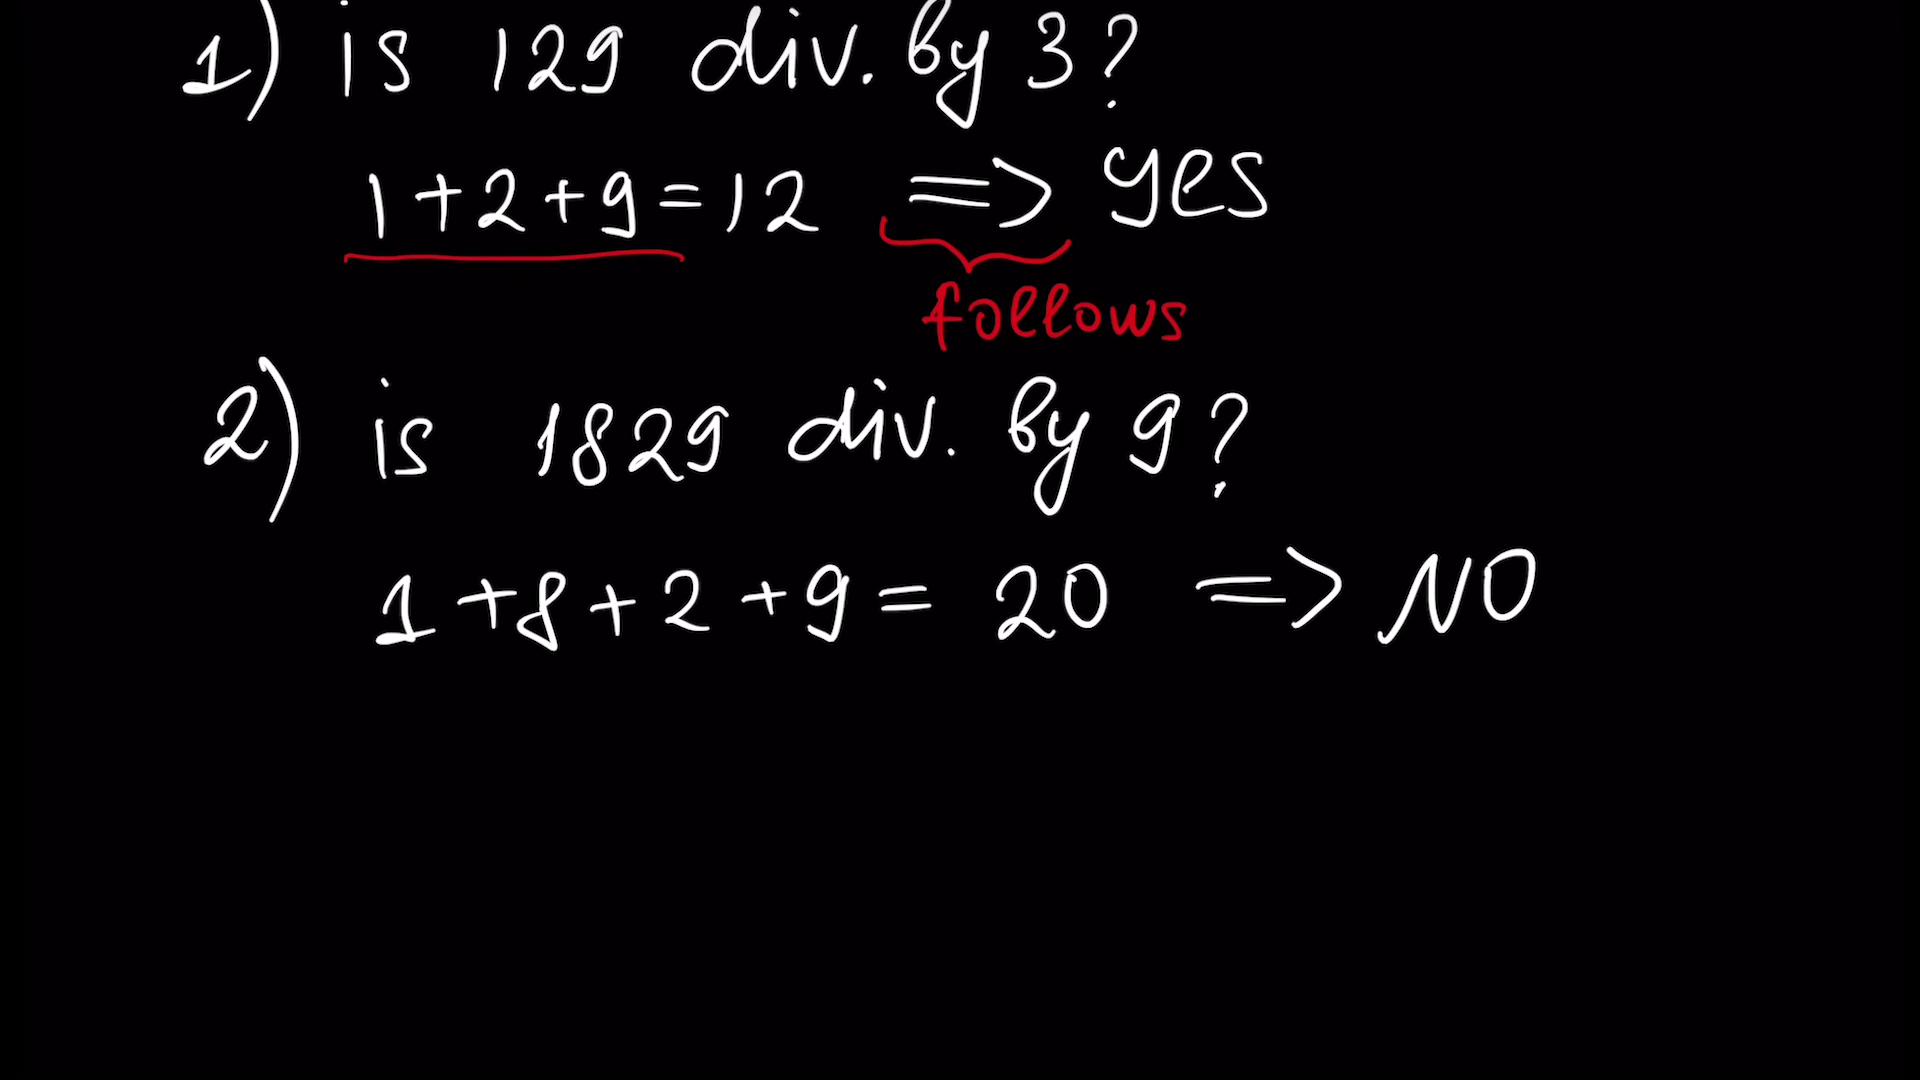 1) is 129 div. by 3?
1+2+9=12 => yes
follows
2) is 1829 div. by 9?
1+8+2+9= 20 => NO